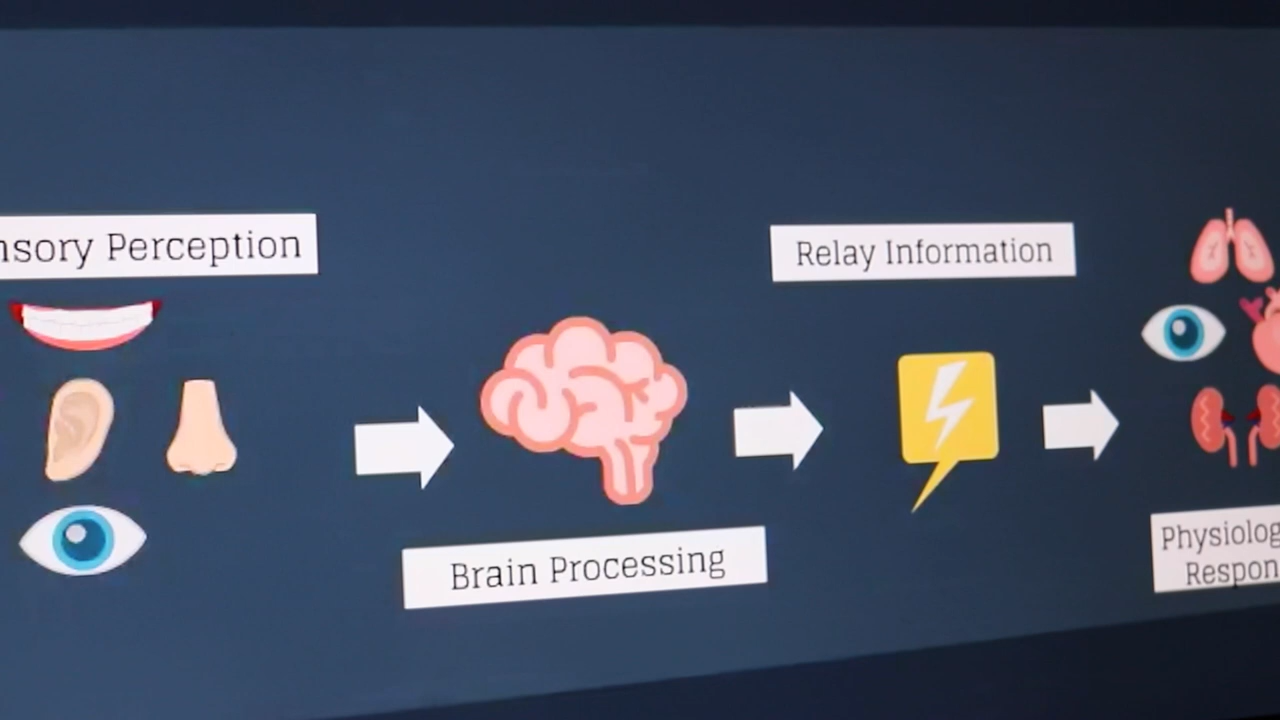 nsory Perception
Relay Information
Brain Processing
Physiolog
Respon